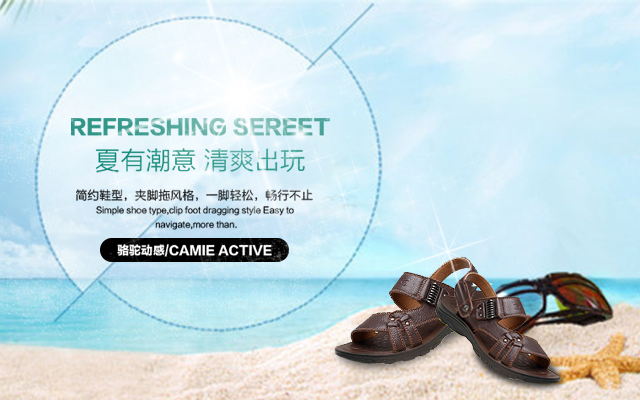 REFRESHING SEREET
夏有潮意 清爽出玩
简约鞋型，夹脚拖风格，一脚轻松，畅行不止
Simple shoe type,clip foot dragging style Easy to
navigate,more than.
骆驼动感/CAMIE ACTIVE